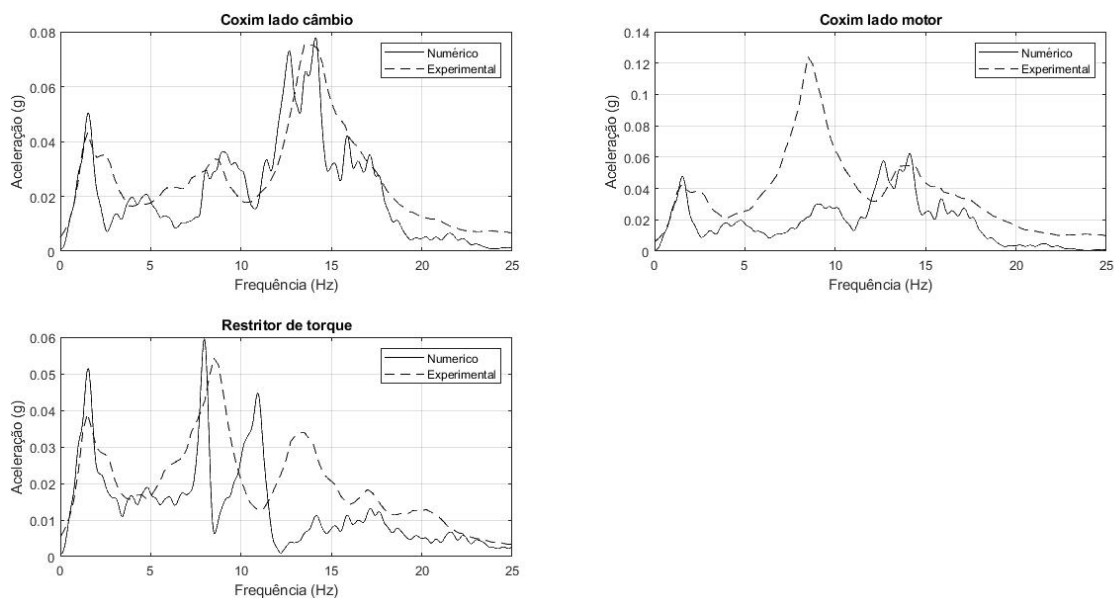 Coxim lado câmbio
0.08
0.06
0.04
0.02
0
Aceleração (g)
Numérico
Experimental
0 5 10 15 20 25
Frequência (Hz)
Coxim lado motor
0.14
0.12
0.1
0.08
0.06
0.04
0.02
0
Aceleração (g)
Numérico
Experimental
0 5 10 15 20 25
Frequência (Hz)
Restritor de torque
0.06
0.05
0.04
0.03
0.02
0.01
0
Aceleração (g)
Numerico
Experimental
0 5 10 15 20 25
Frequência (Hz)